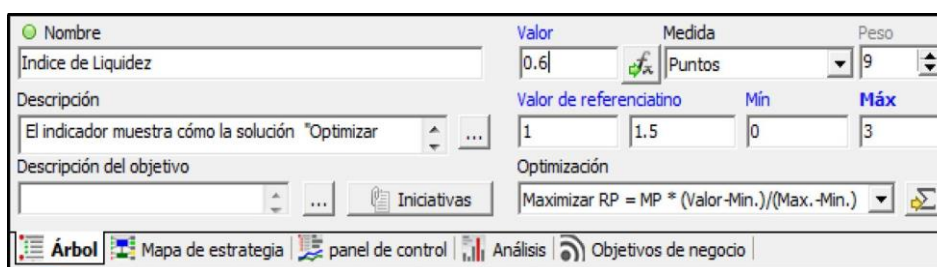 Nombre Valor Medida Peso
Indice de Liquidez 0.6 Puntos 9
Descripción Valor de referenciatino Mín Máx
El indicador muestra cómo la solución "Optimizar ... 1 1.5 0 3
Descripción del objetivo Optimización
... Iniciativas Maximizar RP = MP * (Valor-Min.)/(Max.-Min.)
Árbol Mapa de estrategia panel de control Análisis Objetivos de negocio